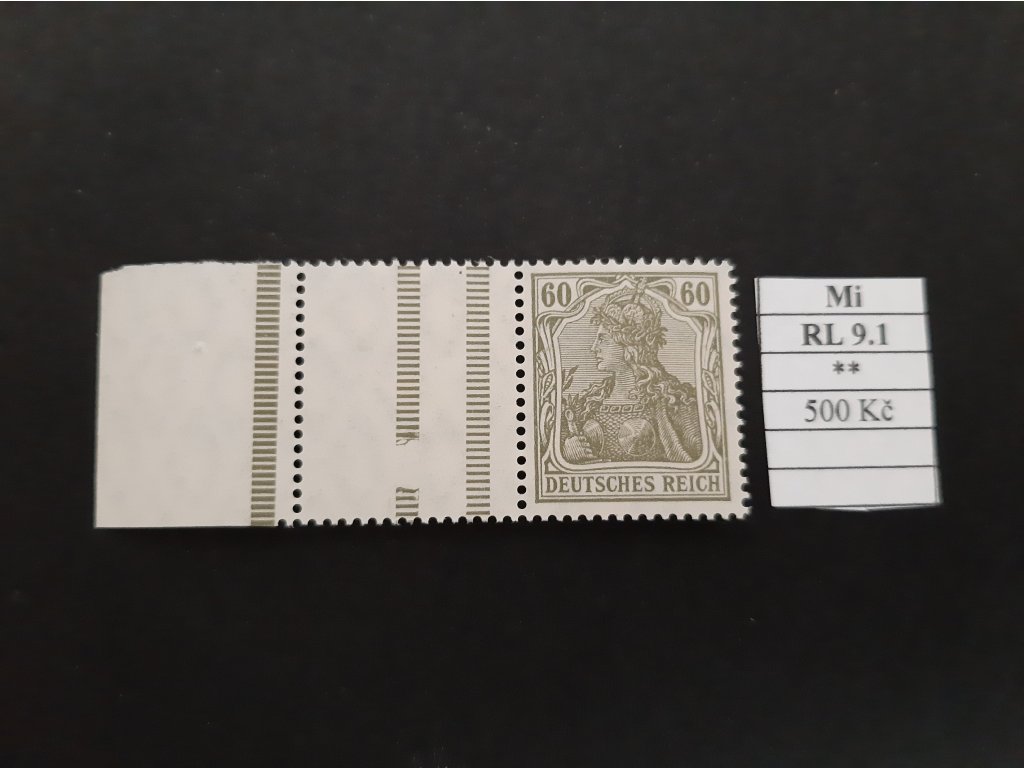 60 60
DEUTSCHES REICH
Mi
RL 9.1
**
500 Kč